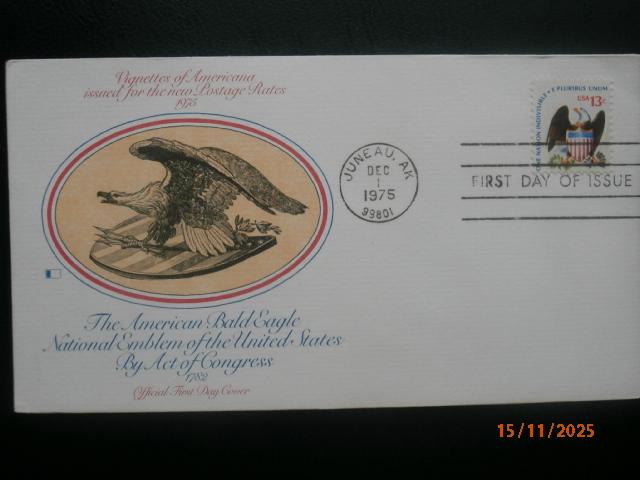 Vignettes of Americana
issued for the new Postage Rates
1975
ONE NATION INDIVISIBLE • E PLURIBUS UNUM
USA 13c
JUNEAU, AK
DEC
1
1975
99801
FIRST DAY OF ISSUE
The American Bald Eagle
National Emblem of the United States
By Act of Congress
1782
Official First Day Cover
15/11/2025